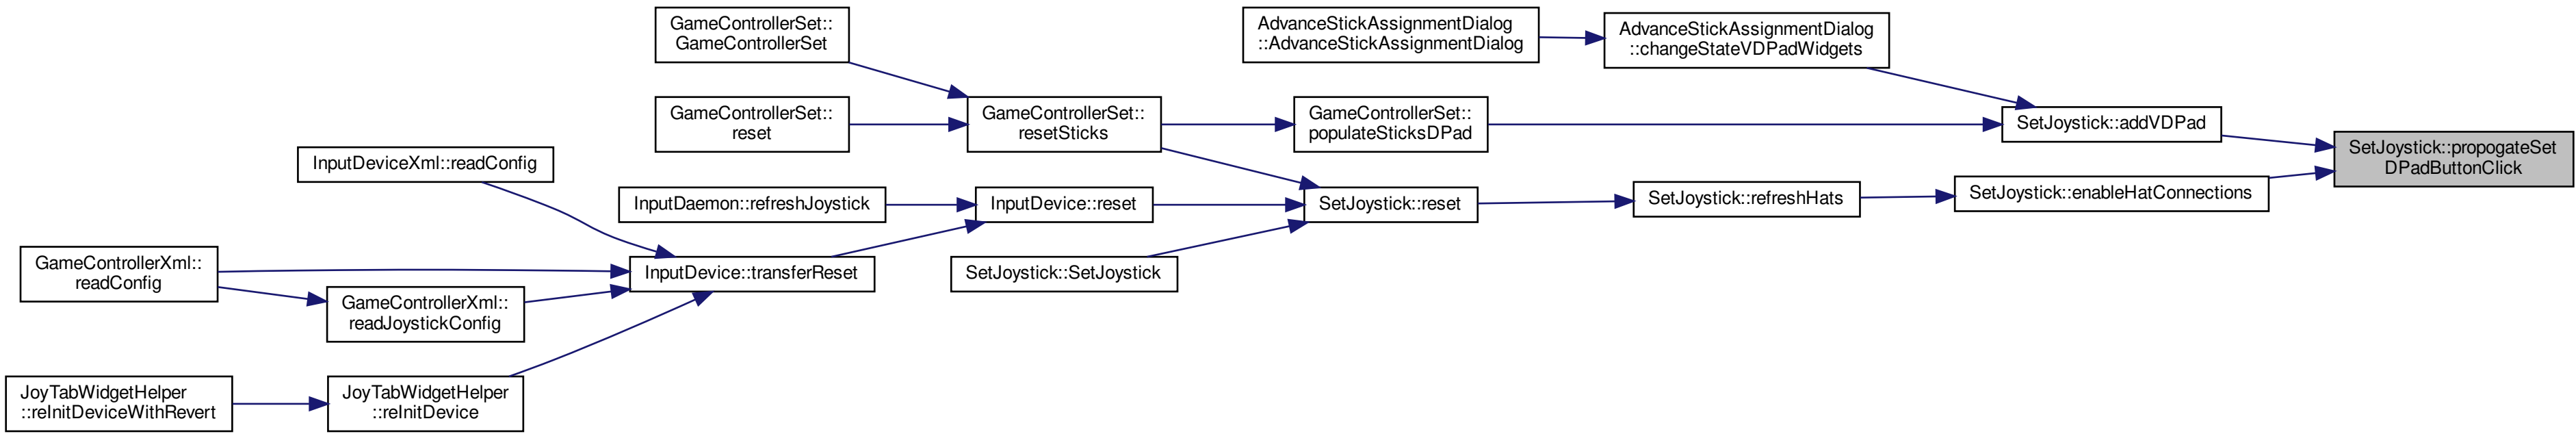 GameControllerSet::
GameControllerSet
AdvanceStickAssignmentDialog
::AdvanceStickAssignmentDialog
AdvanceStickAssignmentDialog
::changeStateVDPadWidgets
GameControllerSet::
reset
GameControllerSet::
resetSticks
GameControllerSet::
populateSticksDPad
SetJoystick::addVDPad
SetJoystick::propogateSet
DPadButtonClick
InputDeviceXml::readConfig
InputDaemon::refreshJoystick
InputDevice::reset
SetJoystick::reset
SetJoystick::refreshHats
SetJoystick::enableHatConnections
GameControllerXml::
readConfig
InputDevice::transferReset
SetJoystick::SetJoystick
GameControllerXml::
readJoystickConfig
JoyTabWidgetHelper
::reInitDeviceWithRevert
JoyTabWidgetHelper
::reInitDevice